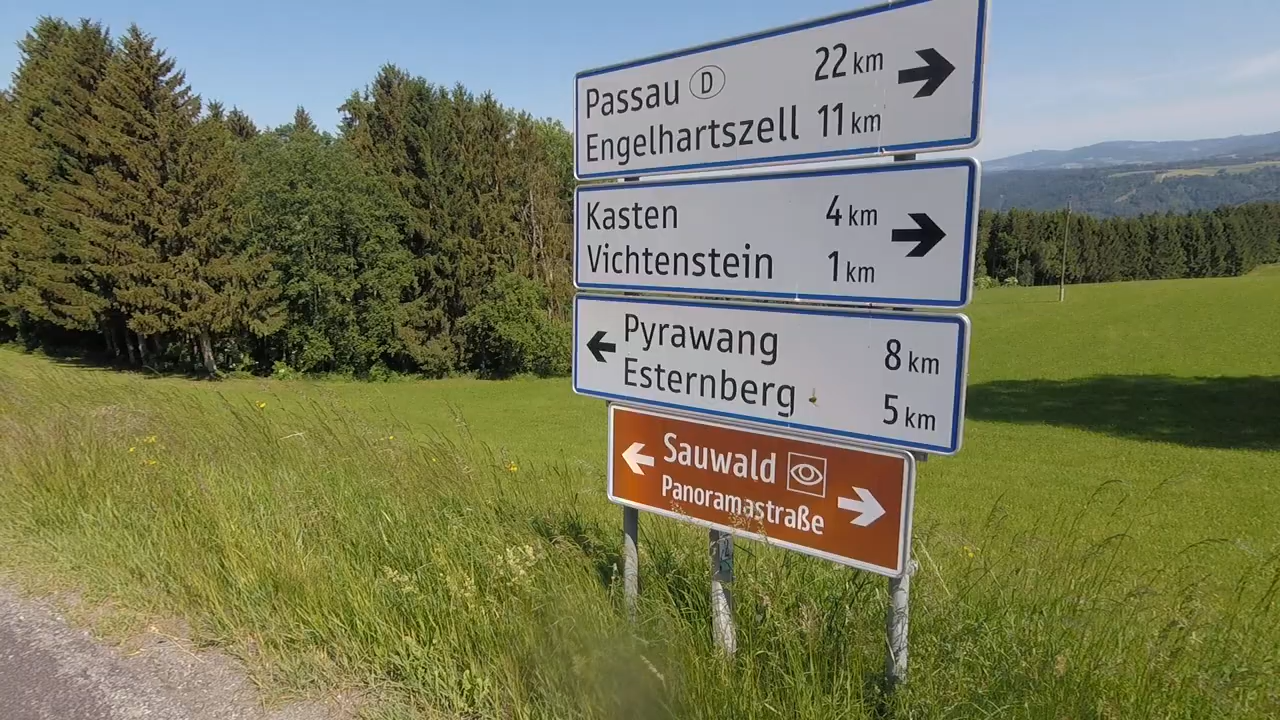 Passau D 22 km
Engelhartszell 11 km
Kasten 4 km
Vichtenstein 1 km
Pyrawang 8 km
Esternberg 5 km
Sauwald
Panoramastraße